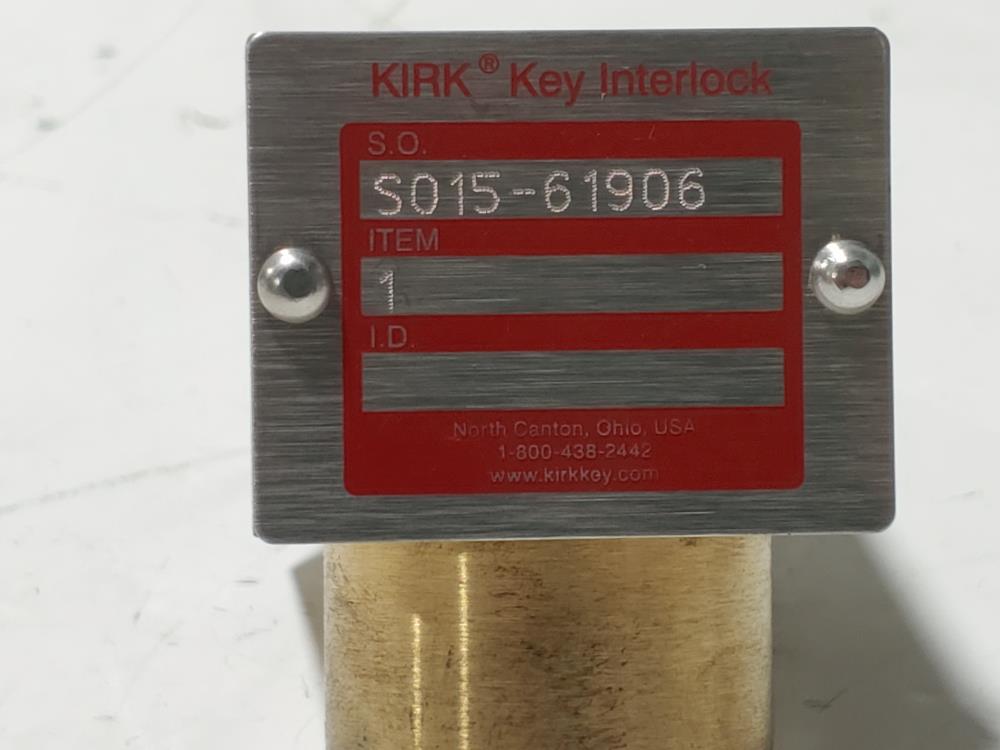 KIRK® Key Interlock
S.O.
S015-61906
ITEM
1
I.D.
North Canton, Ohio, USA
1-800-438-2442
www.kirkkey.com